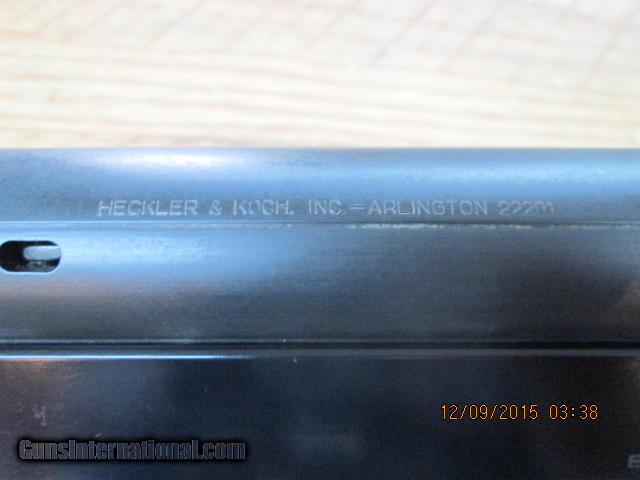 HECKLER & KOCH, INC.-ARLINGTON 22201
12/09/2015 03:38
GunsInternational.com